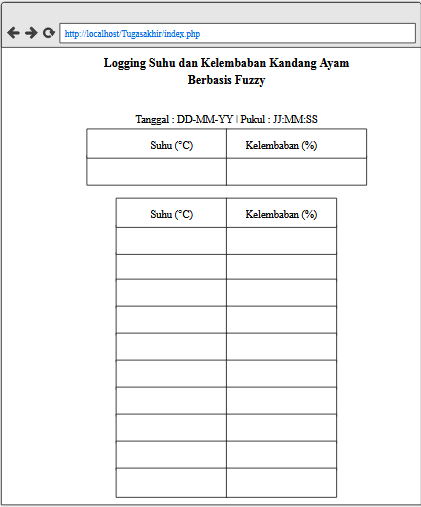 http://localhost/Tugasakhir/index.php
Logging Suhu dan Kelembaban Kandang Ayam
Berbasis Fuzzy
Tanggal : DD-MM-YY | Pukul : JJ:MM:SS
Suhu (°C) Kelembaban (%)
Suhu (°C) Kelembaban (%)